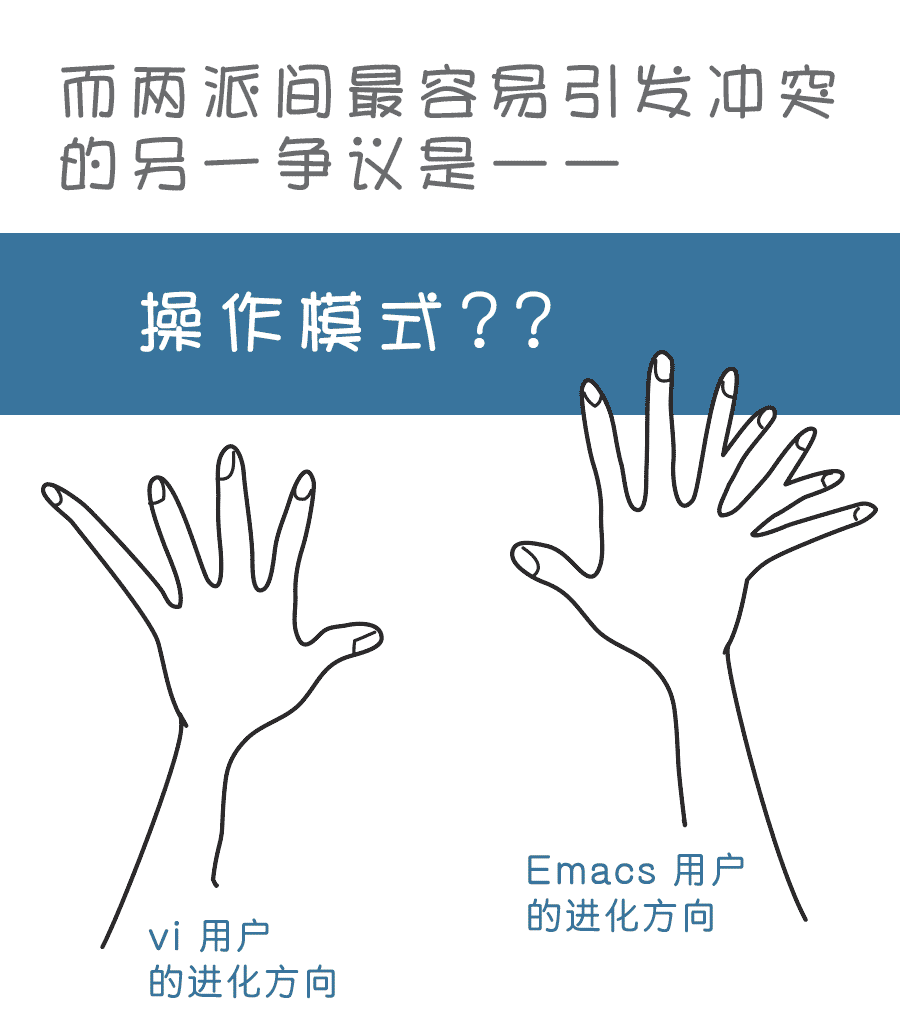 而两派间最容易引发冲突
的另一争议是——
操作模式??
Emacs 用户
的进化方向
vi 用户
的进化方向